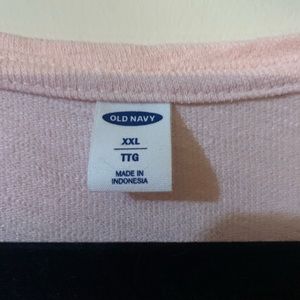 OLD NAVY
XXL
TTG
MADE IN
INDONESIA